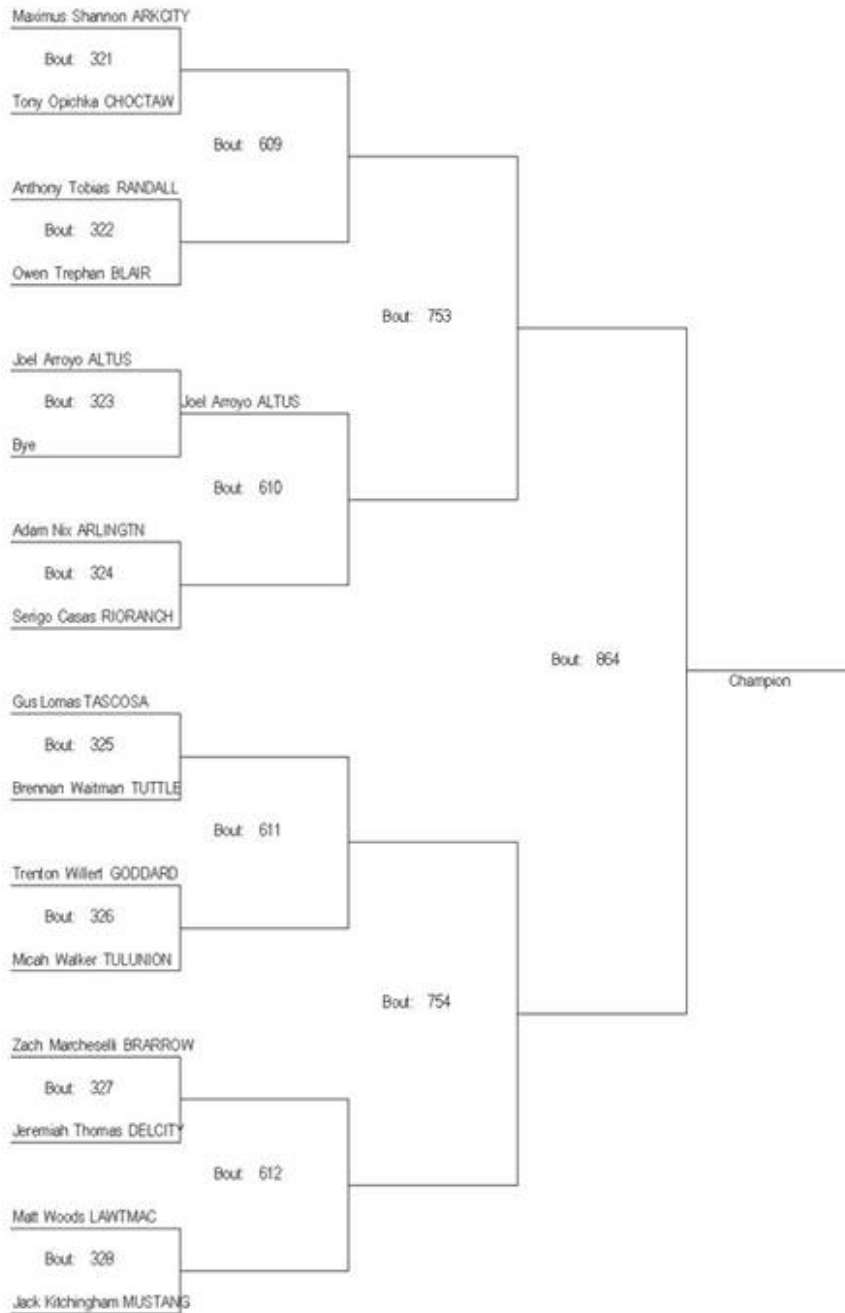 Maximus Shannon ARKCITY
Bout: 321
Tony Opichka CHOCTAW
Bout: 609
Anthony Tobias RANDALL
Bout: 322
Owen Trephan BLAIR
Bout: 753
Joel Arroyo ALTUS
Bout: 323
Joel Arroyo ALTUS
Bye
Bout: 610
Adam Nix ARLINGTN
Bout: 324
Serigo Casas RIORANCH
Bout: 864
Champion
Gus Lomas TASCOSA
Bout: 325
Brennan Waitman TUTTLE
Bout: 611
Trenton Willert GODDARD
Bout: 326
Micah Walker TULUNION
Bout: 754
Zach Marcheselli BRARROW
Bout: 327
Jeremiah Thomas DELCITY
Bout: 612
Matt Woods LAWTMAC
Bout: 328
Jack Kitchingham MUSTANG